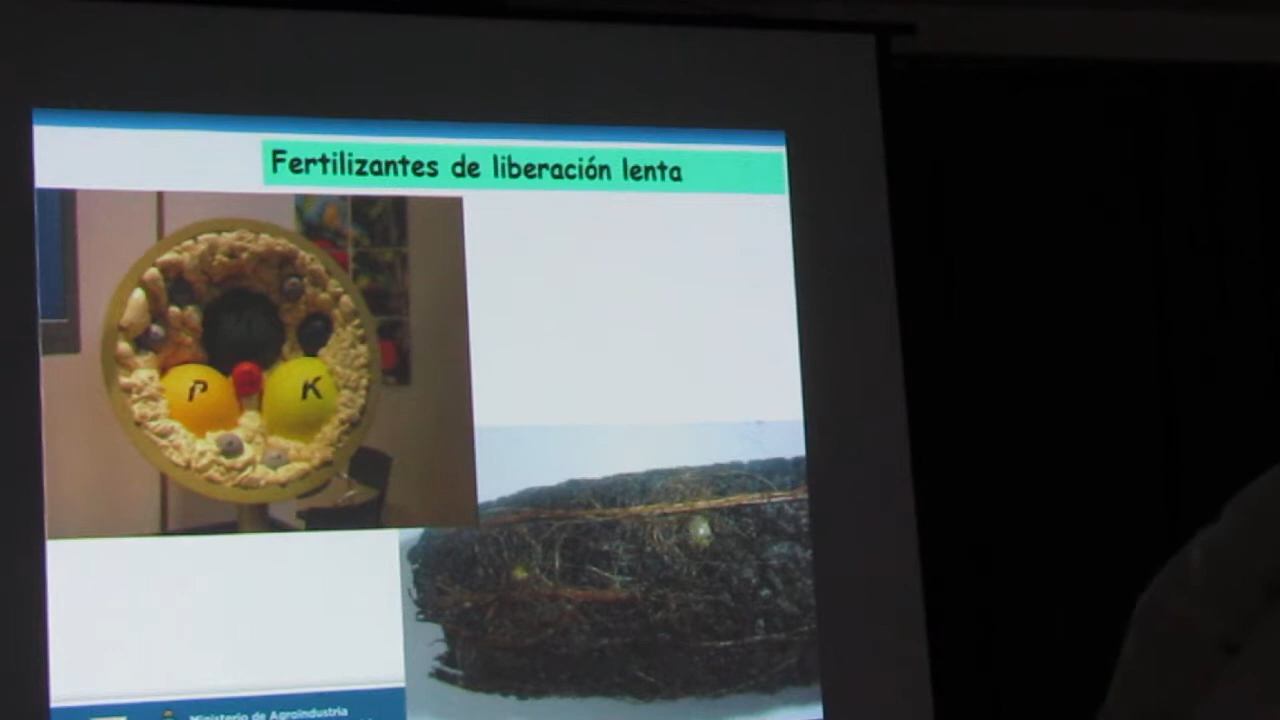 Fertilizantes de liberación lenta
P
K
Ministerio de Agroindustria